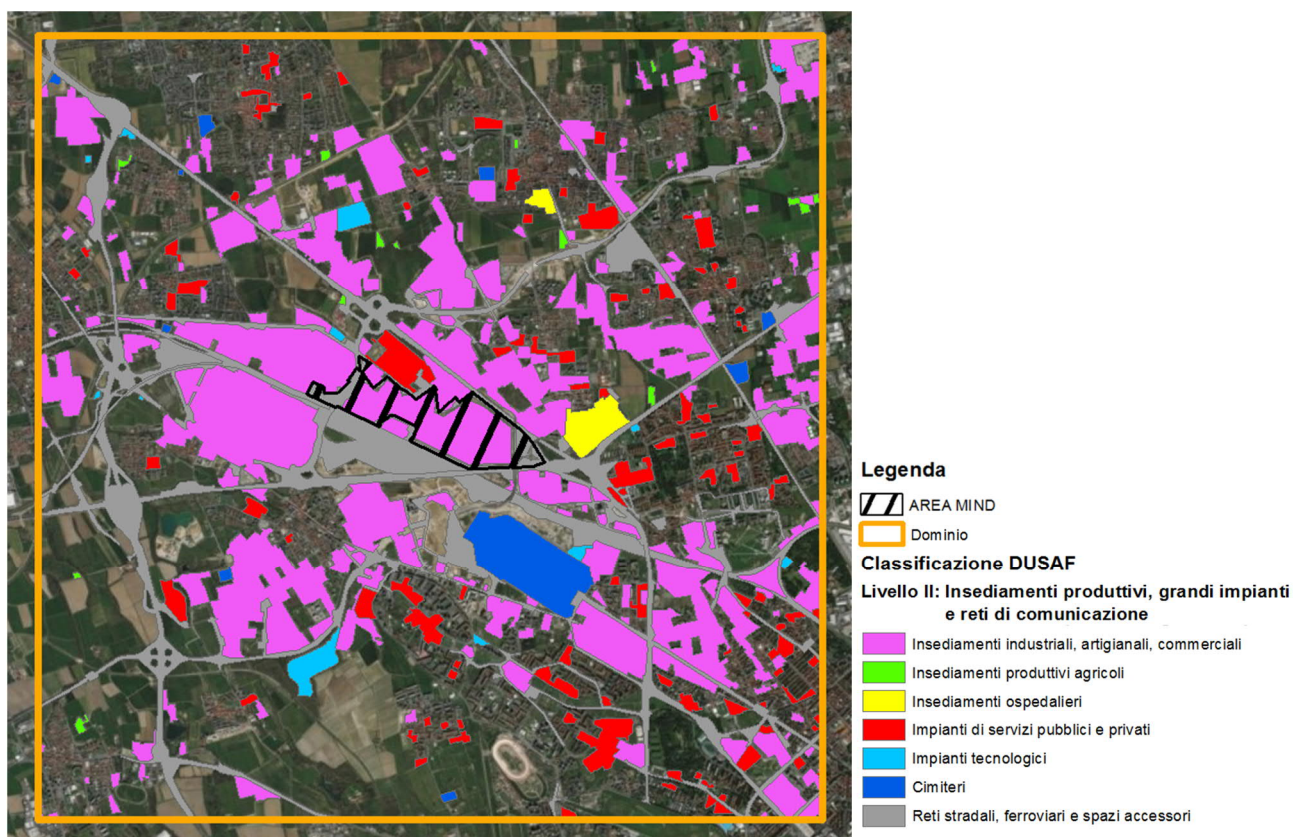 Legenda
AREA MIND
Dominio
Classificazione DUSAF
Livello II: Insediamenti produttivi, grandi impianti
e reti di comunicazione
Insediamenti industriali, artigianali, commerciali
Insediamenti produttivi agricoli
Insediamenti ospedalieri
Impianti di servizi pubblici e privati
Impianti tecnologici
Cimiteri
Reti stradali, ferroviari e spazi accessori